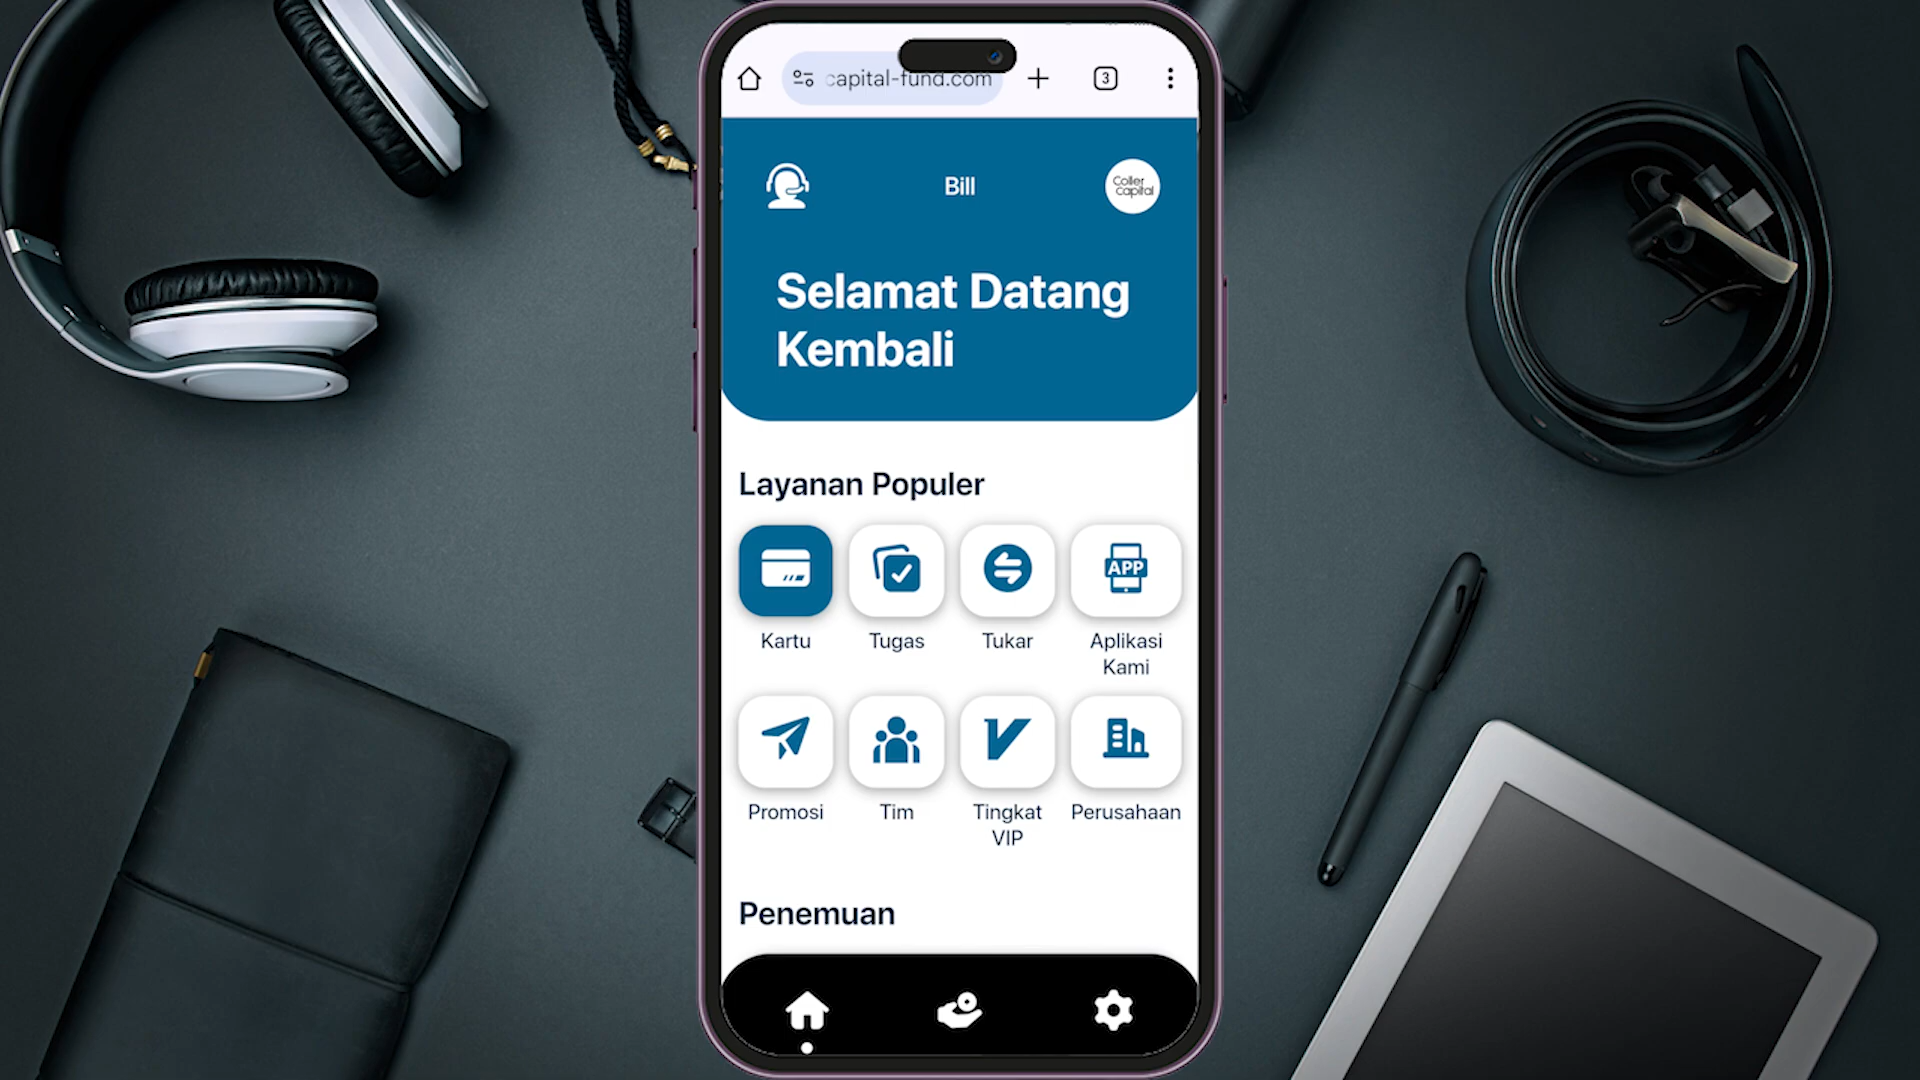 capital-fund.com
3
Bill
Coller
Capital
Selamat Datang
Kembali
Layanan Populer
Kartu
Tugas
Tukar
Aplikasi
Kami
APP
Promosi
Tim
Tingkat
VIP
Perusahaan
Penemuan